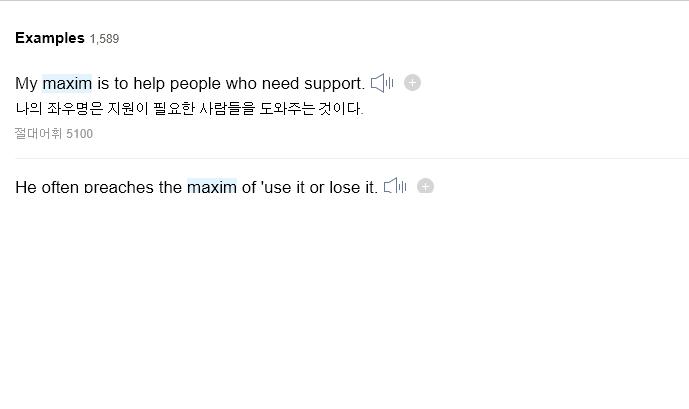 Examples 1,589
My maxim is to help people who need support.
나의 좌우명은 지원이 필요한 사람들을 도와주는 것이다.
절대어휘 5100
He often preaches the maxim of 'use it or lose it.